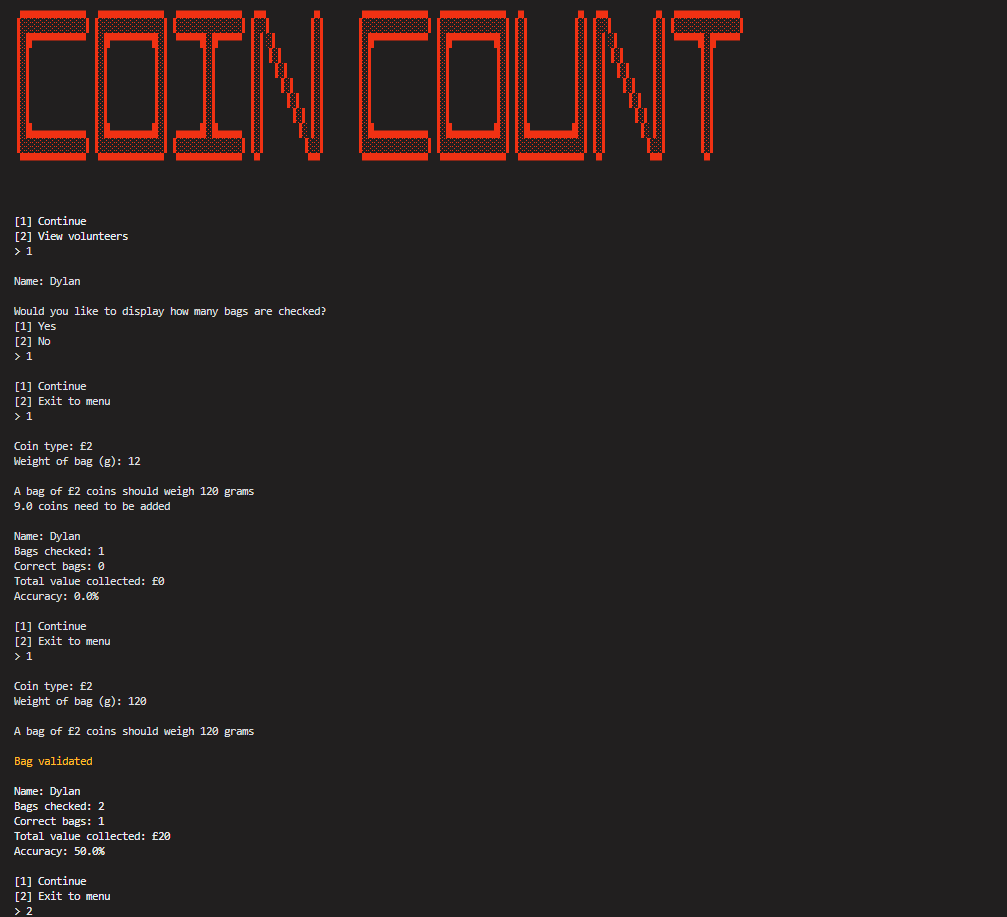 COIN COUNT
[1] Continue
[2] View volunteers
> 1
Name: Dylan
Would you like to display how many bags are checked?
[1] Yes
[2] No
> 1
[1] Continue
[2] Exit to menu
> 1
Coin type: £2
Weight of bag (g): 12
A bag of £2 coins should weigh 120 grams
9.0 coins need to be added
Name: Dylan
Bags checked: 1
Correct bags: 0
Total value collected: £0
Accuracy: 0.0%
[1] Continue
[2] Exit to menu
> 1
Coin type: £2
Weight of bag (g): 120
A bag of £2 coins should weigh 120 grams
Bag validated
Name: Dylan
Bags checked: 2
Correct bags: 1
Total value collected: £20
Accuracy: 50.0%
[1] Continue
[2] Exit to menu
> 2